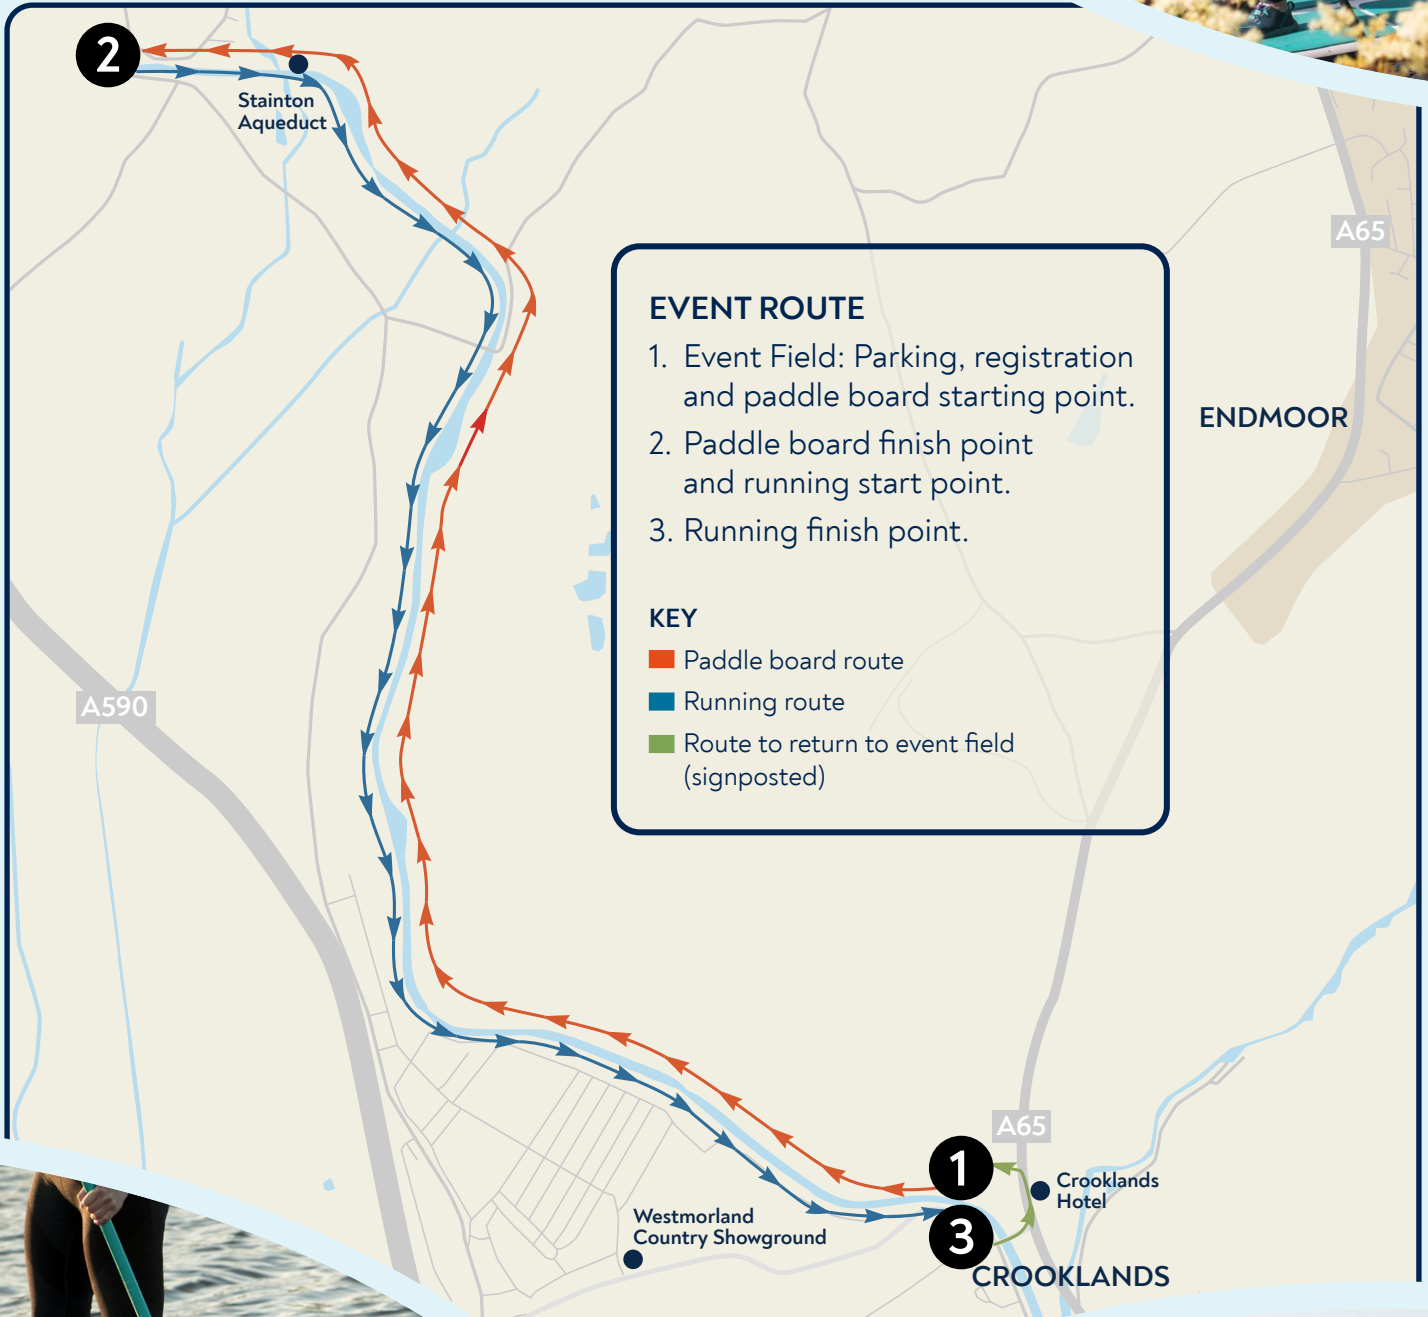 2
Stainton
Aqueduct
A65
EVENT ROUTE
1. Event Field: Parking, registration
and paddle board starting point.
2. Paddle board finish point
and running start point.
3. Running finish point.
ENDMOOR
KEY
Paddle board route
Running route
Route to return to event field
(signposted)
A590
A65
1
Crooklands
Hotel
Westmorland
Country Showground
3
CROOKLANDS